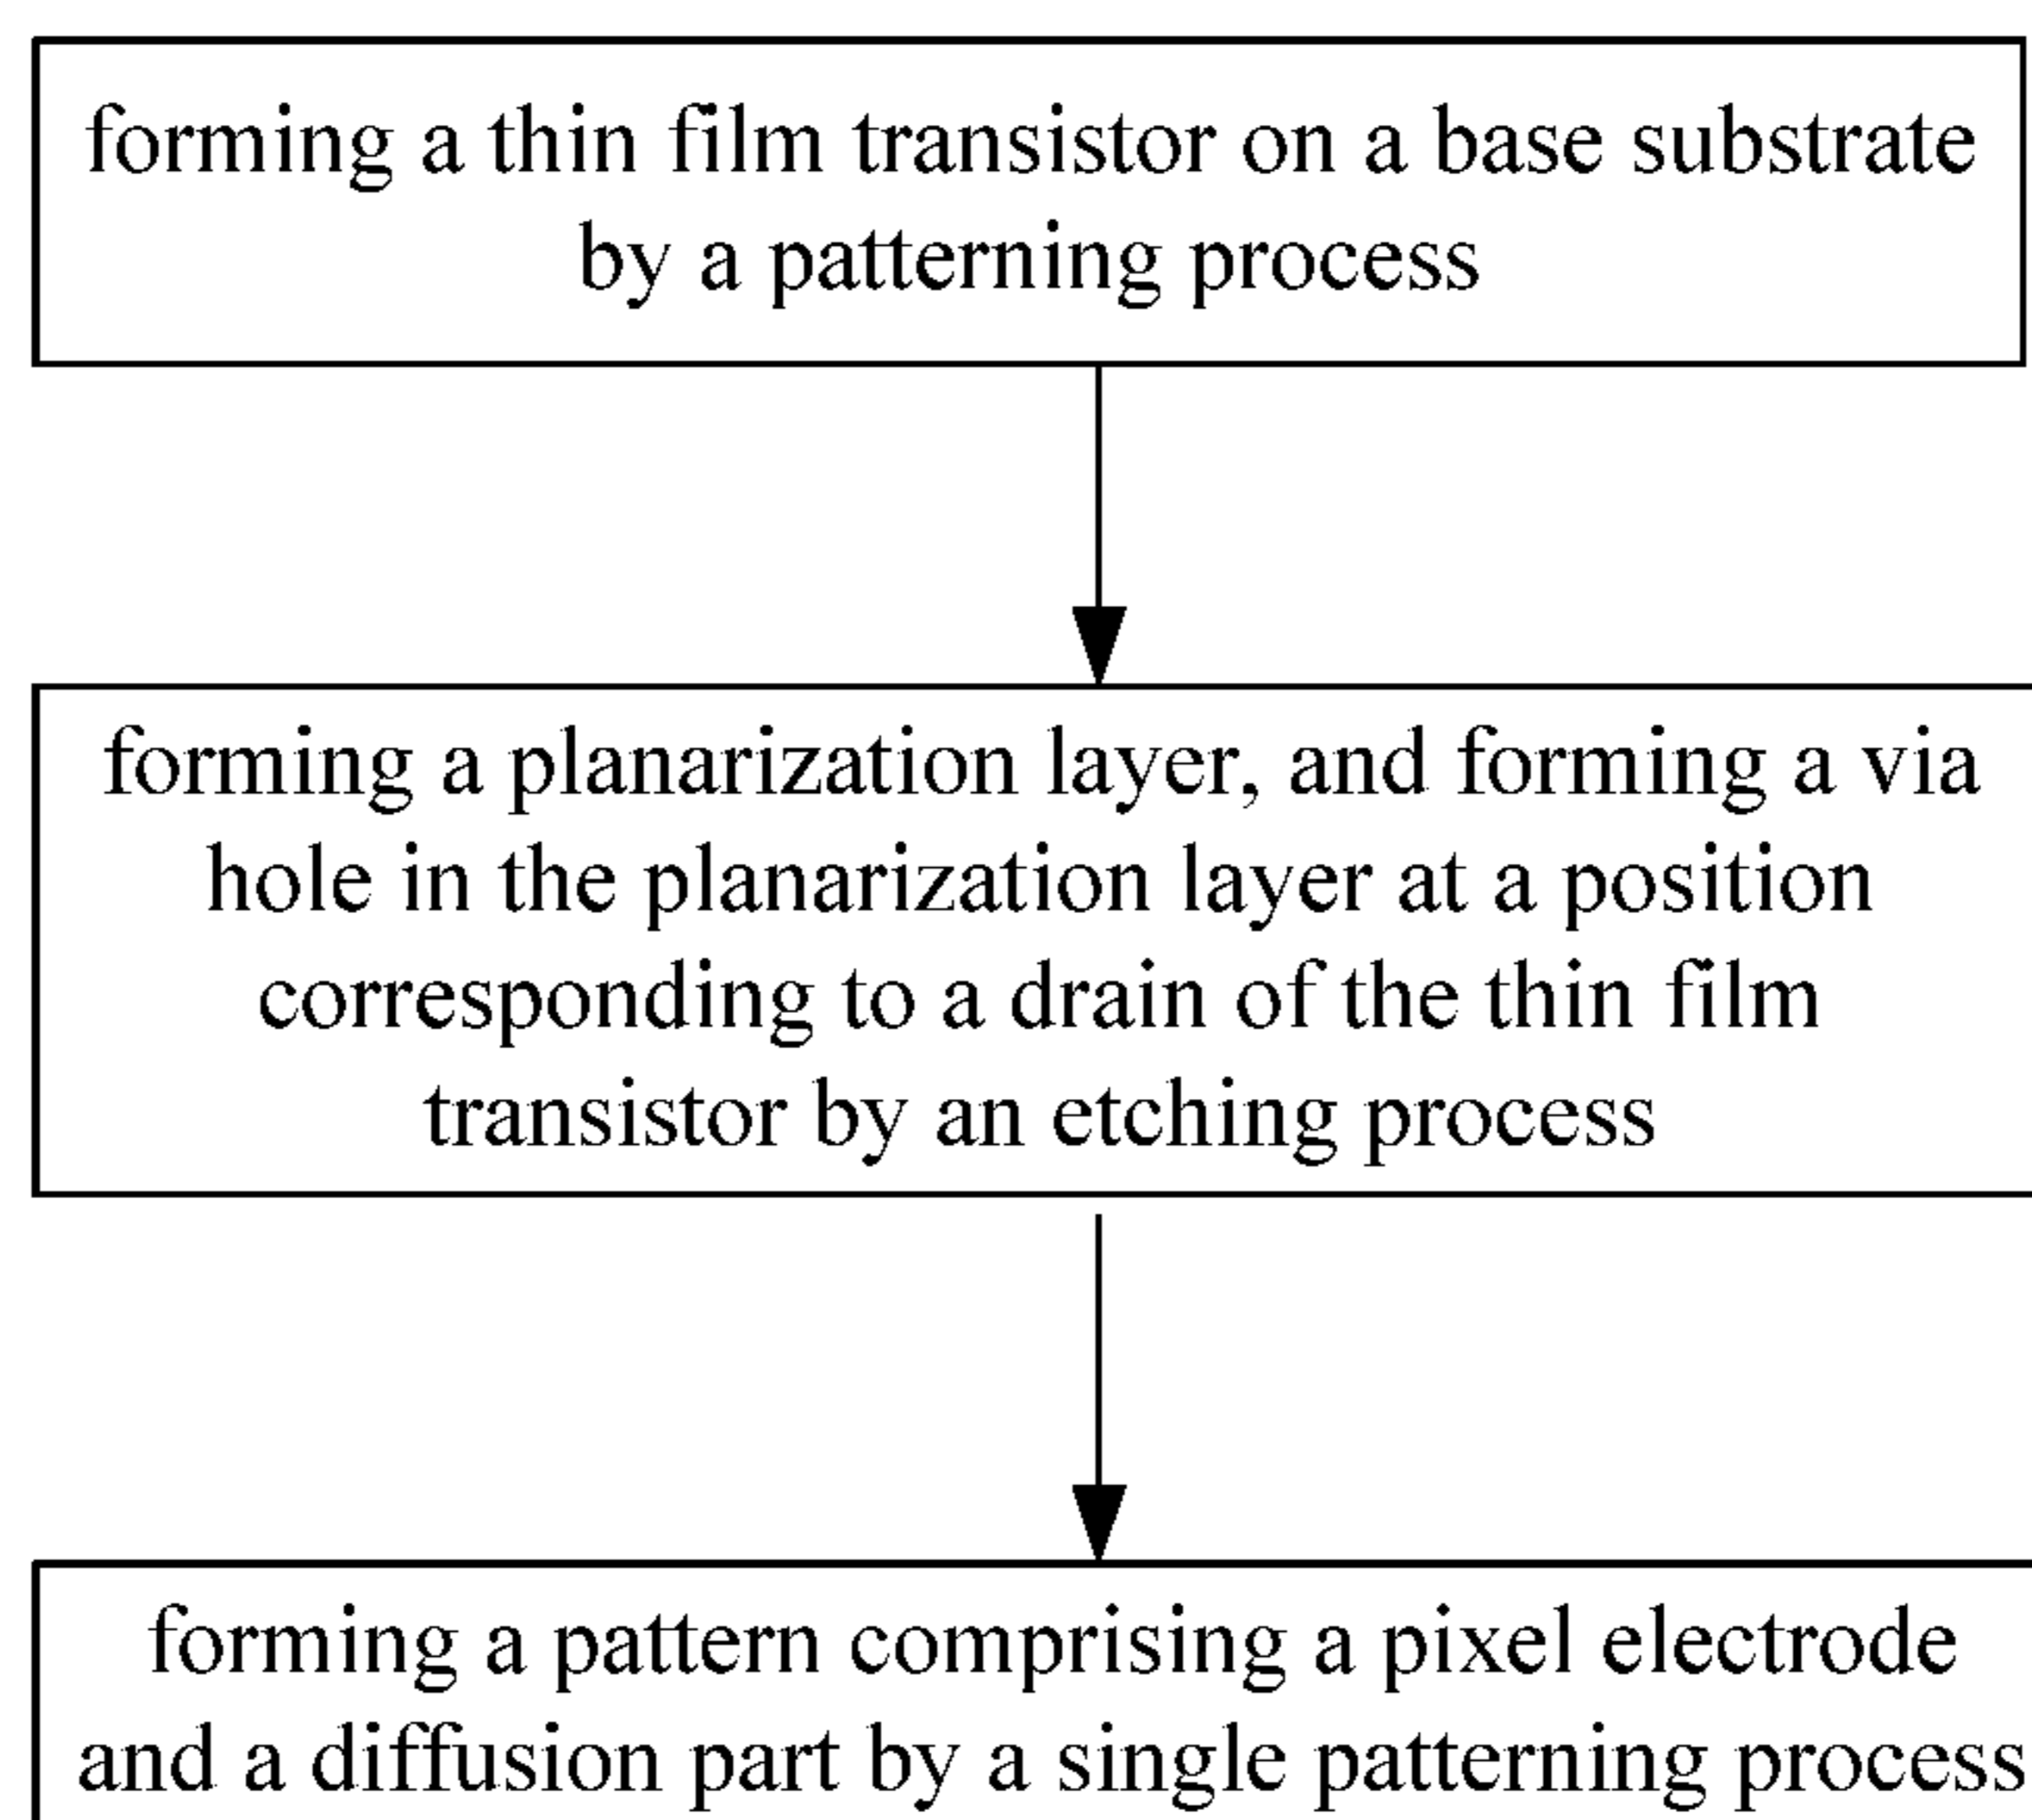 forming a thin film transistor on a base substrate
by a patterning process
forming a planarization layer, and forming a via
hole in the planarization layer at a position
corresponding to a drain of the thin film
transistor by an etching process
forming a pattern comprising a pixel electrode
and a diffusion part by a single patterning process